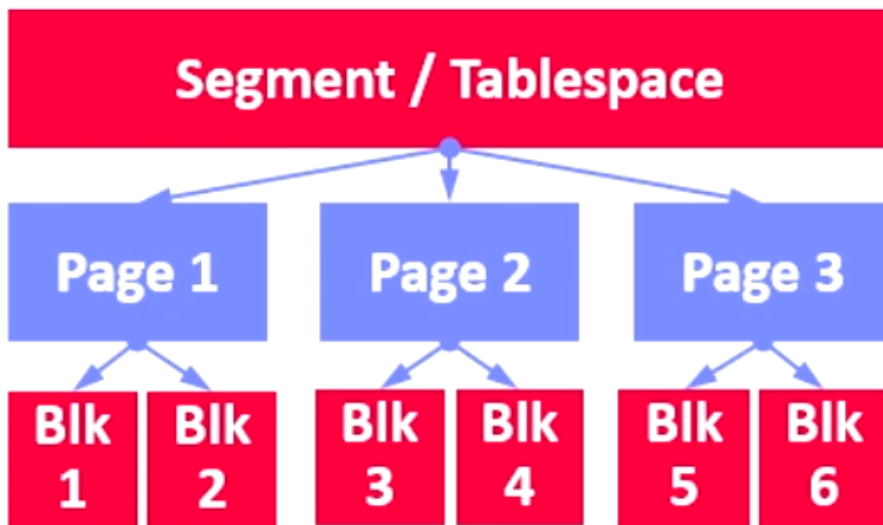 Segment / Tablespace
Page 1
Page 2
Page 3
Blk
1
Blk
2
Blk
3
Blk
4
Blk
5
Blk
6